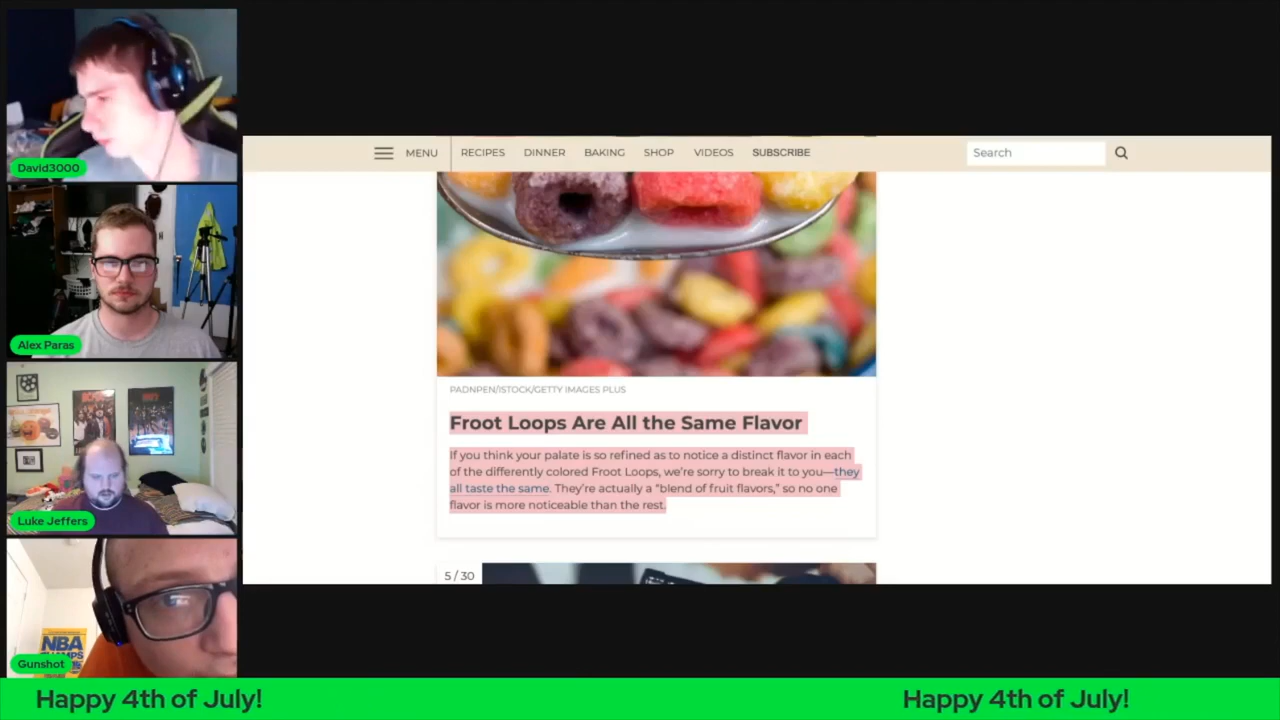 David3000
Alex Paras
Luke Jeffers
NBA
CHAMPS
Gunshot
MENU
RECIPES
DINNER
BAKING
SHOP
VIDEOS
SUBSCRIBE
Search
PADNPEN/ISTOCK/GETTY IMAGES PLUS
Froot Loops Are All the Same Flavor
If you think your palate is so refined as to notice a distinct flavor in each
of the differently colored Froot Loops, we’re sorry to break it to you—they
all taste the same. They’re actually a “blend of fruit flavors,” so no one
flavor is more noticeable than the rest.
5 / 30
Happy 4th of July!
Happy 4th of July!